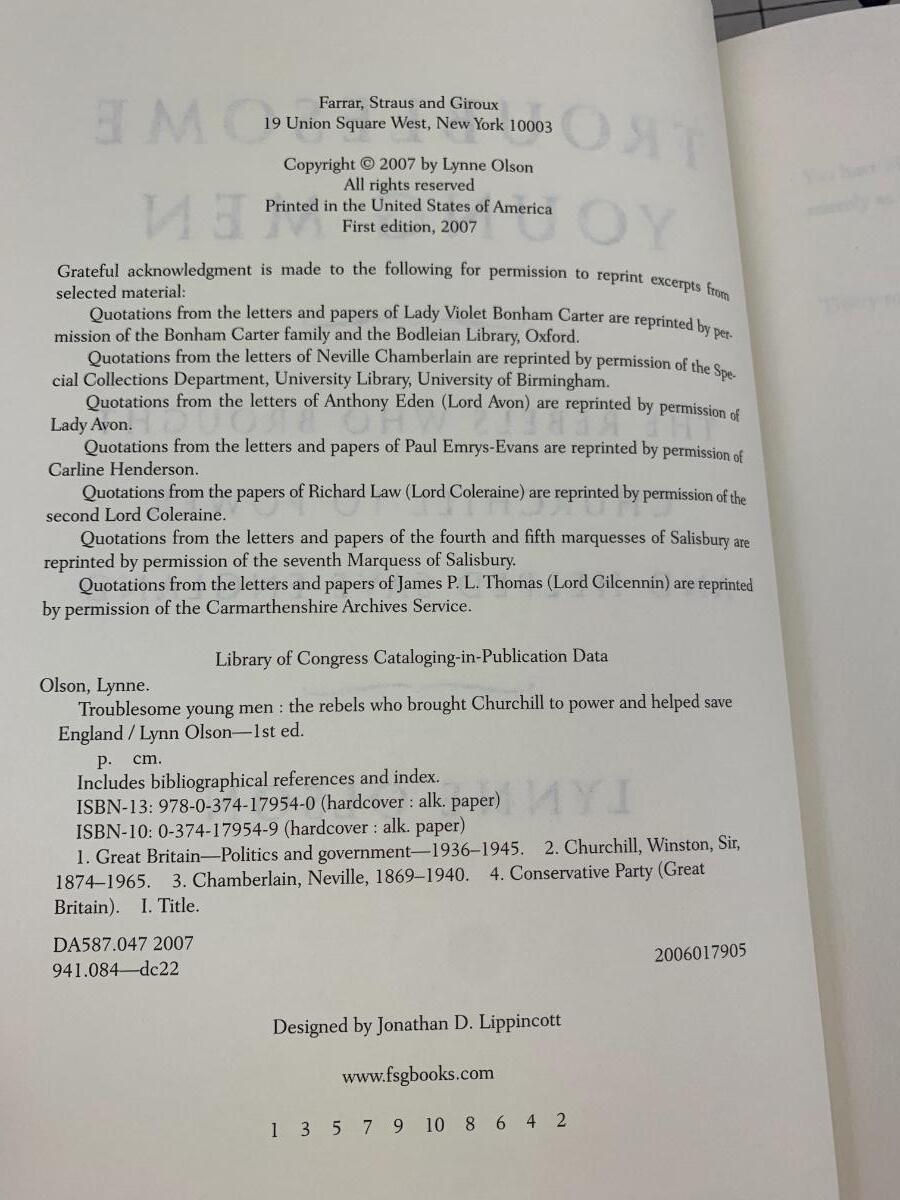 Farrar, Straus and Giroux
19 Union Square West, New York 10003
Copyright © 2007 by Lynne Olson
All rights reserved
Printed in the United States of America
First edition, 2007
Grateful acknowledgment is made to the following for permission to reprint excerpts from
selected material:
Quotations from the letters and papers of Lady Violet Bonham Carter are reprinted by per-
mission of the Bonham Carter family and the Bodleian Library, Oxford.
Quotations from the letters of Neville Chamberlain are reprinted by permission of the Spe-
cial Collections Department, University Library, University of Birmingham.
Quotations from the letters of Anthony Eden (Lord Avon) are reprinted by permission of
Lady Avon.
Quotations from the letters and papers of Paul Emrys-Evans are reprinted by permission of
Carline Henderson.
Quotations from the papers of Richard Law (Lord Coleraine) are reprinted by permission of the
second Lord Coleraine.
Quotations from the letters and papers of the fourth and fifth marquesses of Salisbury are
reprinted by permission of the seventh Marquess of Salisbury.
Quotations from the letters and papers of James P. L. Thomas (Lord Cilcennin) are reprinted
by permission of the Carmarthenshire Archives Service.
Library of Congress Cataloging-in-Publication Data
Olson, Lynne.
Troublesome young men : the rebels who brought Churchill to power and helped save
England / Lynn Olson—1st ed.
p. cm.
Includes bibliographical references and index.
ISBN-13: 978-0-374-17954-0 (hardcover : alk. paper)
ISBN-10: 0-374-17954-9 (hardcover : alk. paper)
1. Great Britain—Politics and government—1936–1945. 2. Churchill, Winston, Sir,
1874–1965. 3. Chamberlain, Neville, 1869–1940. 4. Conservative Party (Great
Britain). I. Title.
DA587.047 2007
941.084—dc22
2006017905
Designed by Jonathan D. Lippincott
www.fsgbooks.com
1 3 5 7 9 10 8 6 4 2